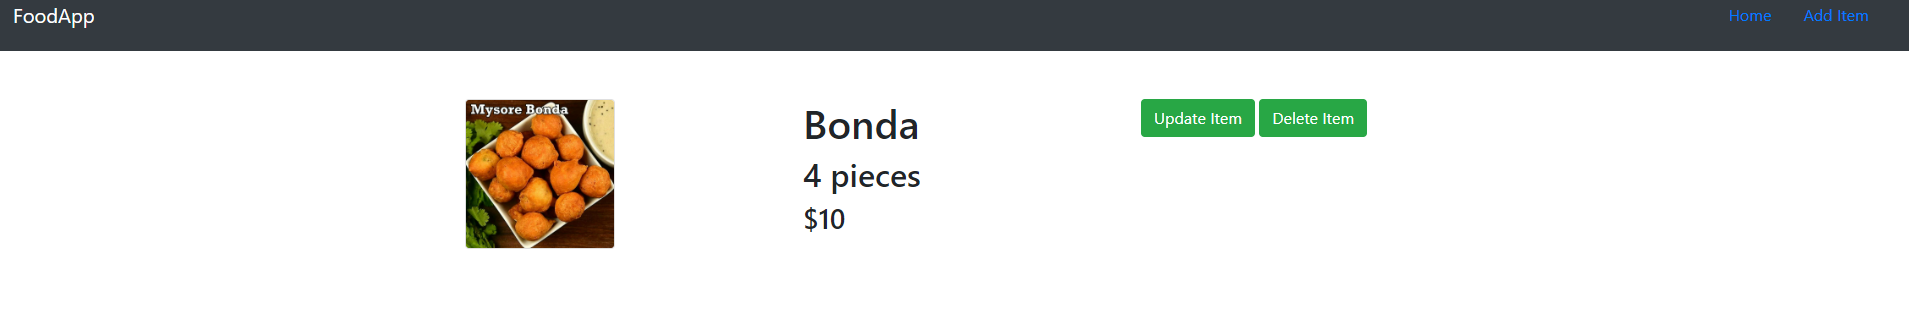 FoodApp
Home
Add Item
Mysore Bonda
Bonda
4 pieces
$10
Update Item
Delete Item